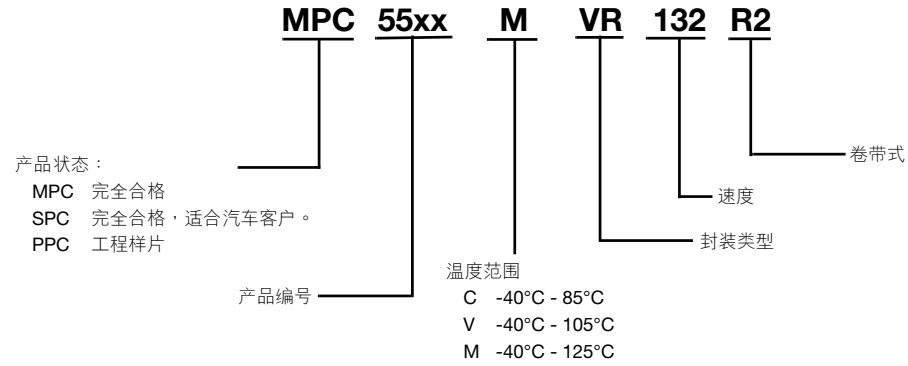 MPC 55xx M VR 132 R2
卷带式
产品状态：
MPC 完全合格
SPC 完全合格，适合汽车客户。
PPC 工程样片
速度
封装类型
温度范围
产品编号
C -40°C - 85°C
V -40°C - 105°C
M -40°C - 125°C